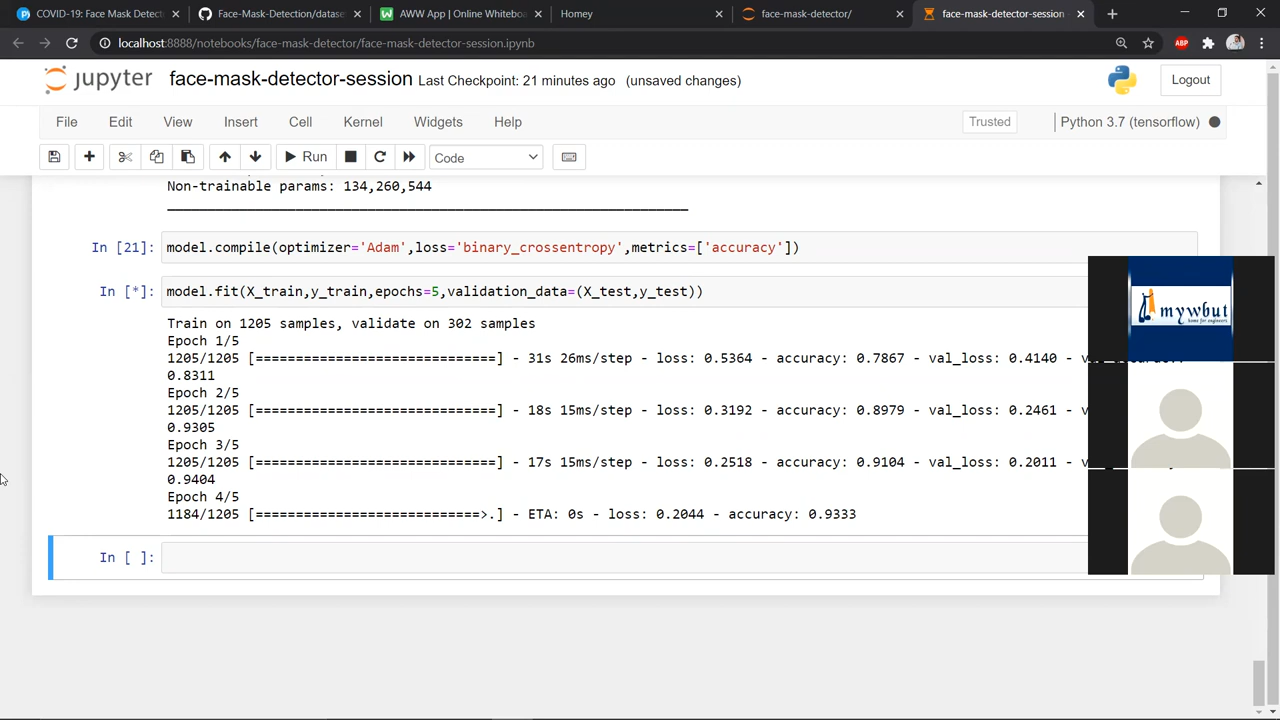 COVID-19: Face Mask Detec
Face-Mask-Detection/dataset
AWW App | Online Whiteboa
Homey
face-mask-detector/
face-mask-detector-session
localhost:8888/notebooks/face-mask-detector/face-mask-detector-session.ipynb
ABP
jupyter face-mask-detector-session Last Checkpoint: 21 minutes ago (unsaved changes)
Logout
File Edit View Insert Cell Kernel Widgets Help
Trusted
Python 3.7 (tensorflow)
Run
Code
Non-trainable params: 134,260,544
In [21]: model.compile(optimizer='Adam',loss='binary_crossentropy',metrics=['accuracy'])
In [*]: model.fit(X_train,y_train,epochs=5,validation_data=(X_test,y_test))
Train on 1205 samples, validate on 302 samples
Epoch 1/5
1205/1205 [==============================] - 31s 26ms/step - loss: 0.5364 - accuracy: 0.7867 - val_loss: 0.4140 -
0.8311
Epoch 2/5
1205/1205 [==============================] - 18s 15ms/step - loss: 0.3192 - accuracy: 0.8979 - val_loss: 0.2461 -
0.9305
Epoch 3/5
1205/1205 [==============================] - 17s 15ms/step - loss: 0.2518 - accuracy: 0.9104 - val_loss: 0.2011 -
0.9404
Epoch 4/5
1184/1205 [============================>.] - ETA: 0s - loss: 0.2044 - accuracy: 0.9333
In [ ]:
mywbut
home for engineers